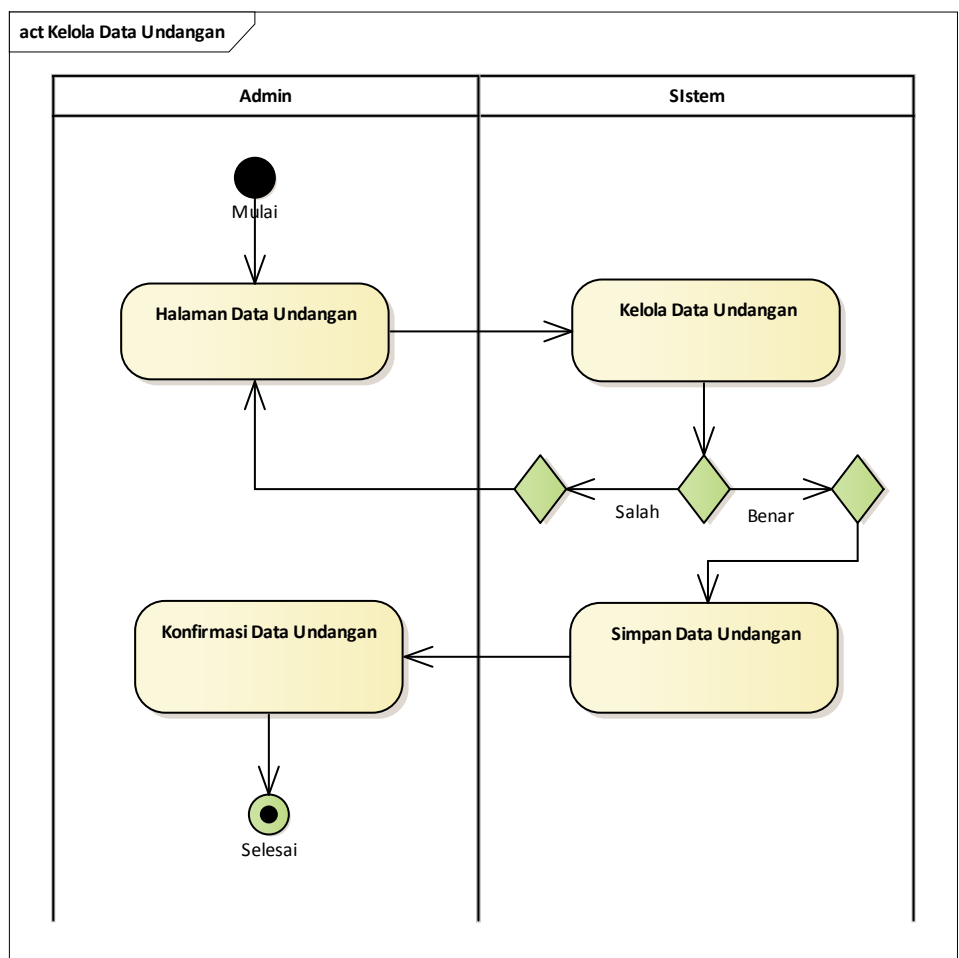 act Kelola Data Undangan
Admin
SIstem
Mulai
Halaman Data Undangan
Kelola Data Undangan
Salah
Benar
Konfirmasi Data Undangan
Simpan Data Undangan
Selesai